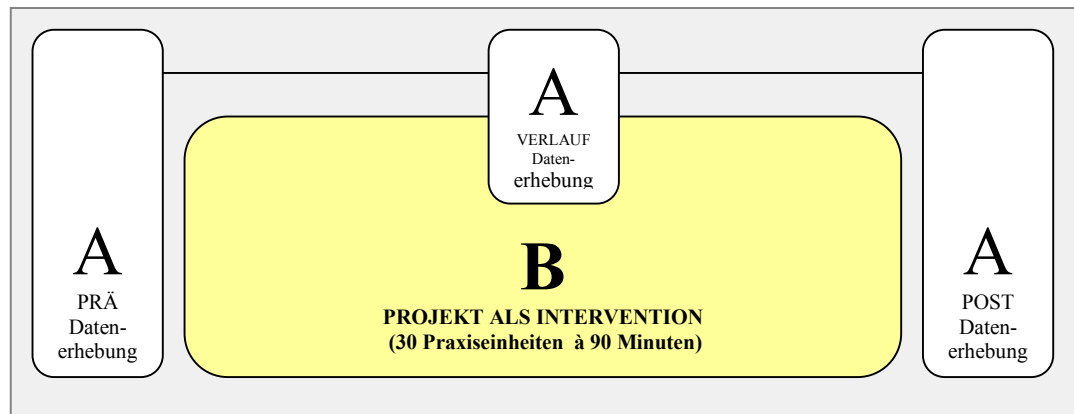 A
PRÄ
Daten-
erhebung
A
VERLAUF
Daten-
erhebung
B
PROJEKT ALS INTERVENTION
(30 Praxiseinheiten à 90 Minuten)
A
POST
Daten-
erhebung